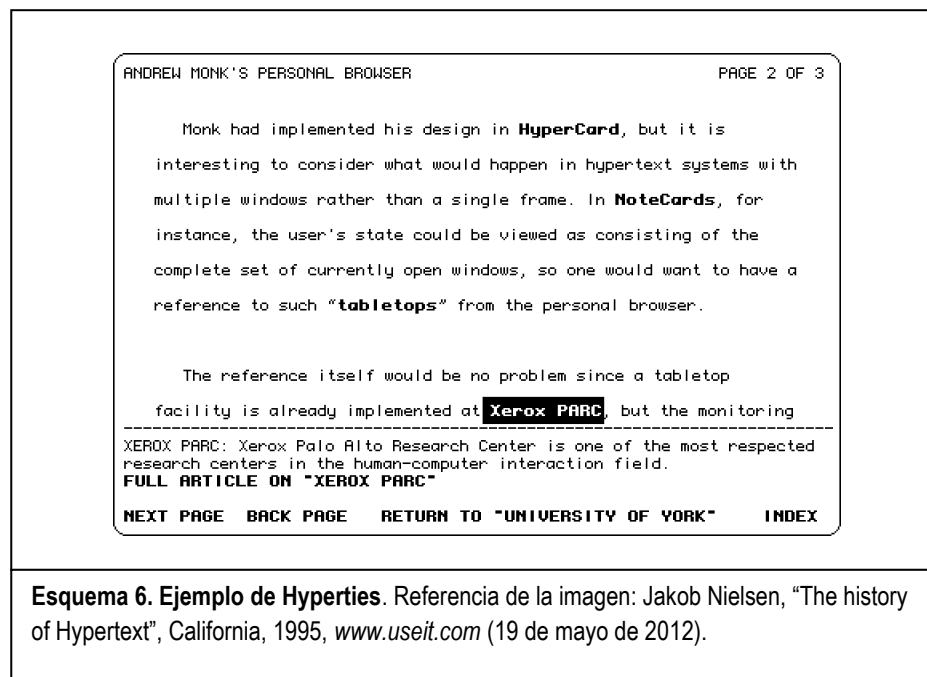 ANDREW MONK'S PERSONAL BROWSER PAGE 2 OF 3
Monk had implemented his design in HyperCard, but it is
interesting to consider what would happen in hypertext systems with
multiple windows rather than a single frame. In NoteCards, for
instance, the user's state could be viewed as consisting of the
complete set of currently open windows, so one would want to have a
reference to such “tabletops” from the personal browser.
The reference itself would be no problem since a tabletop
facility is already implemented at Xerox PARC, but the monitoring
XEROX PARC: Xerox Palo Alto Research Center is one of the most respected
research centers in the human-computer interaction field.
FULL ARTICLE ON "XEROX PARC"
NEXT PAGE BACK PAGE RETURN TO "UNIVERSITY OF YORK" INDEX
Esquema 6. Ejemplo de Hyperties. Referencia de la imagen: Jakob Nielsen, “The history
of Hypertext”, California, 1995, www.useit.com (19 de mayo de 2012).